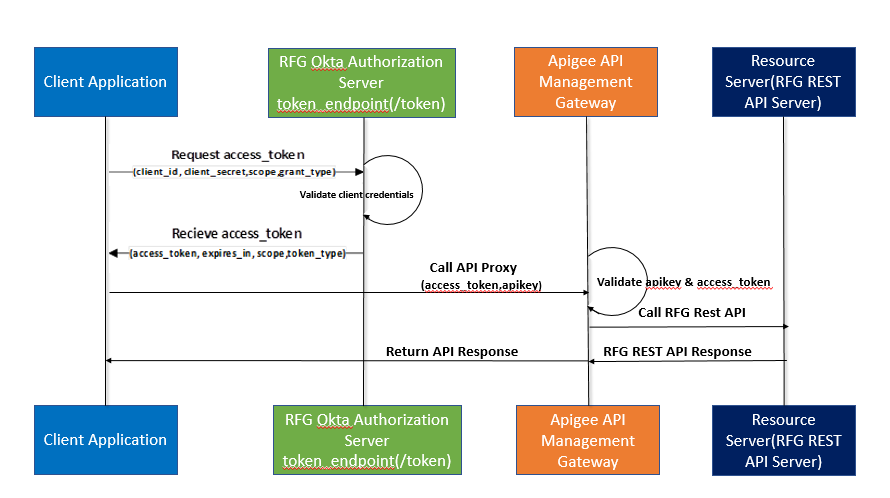 Client Application
RFG Okta Authorization
Server
token_endpoint(/token)
Apigee API
Management
Gateway
Resource
Server(RFG REST
API Server)
Request access_token
(client_id, client_secret,scope,grant_type)
Validate client credentials
Recieve access_token
(access_token, expires_in, scope,token_type)
Call API Proxy
(access_token,apikey)
Validate apikey & access_token
Call RFG Rest API
Return API Response
RFG REST API Response
Client Application
RFG Okta Authorization
Server
token_endpoint(/token)
Apigee API
Management
Gateway
Resource
Server(RFG REST
API Server)